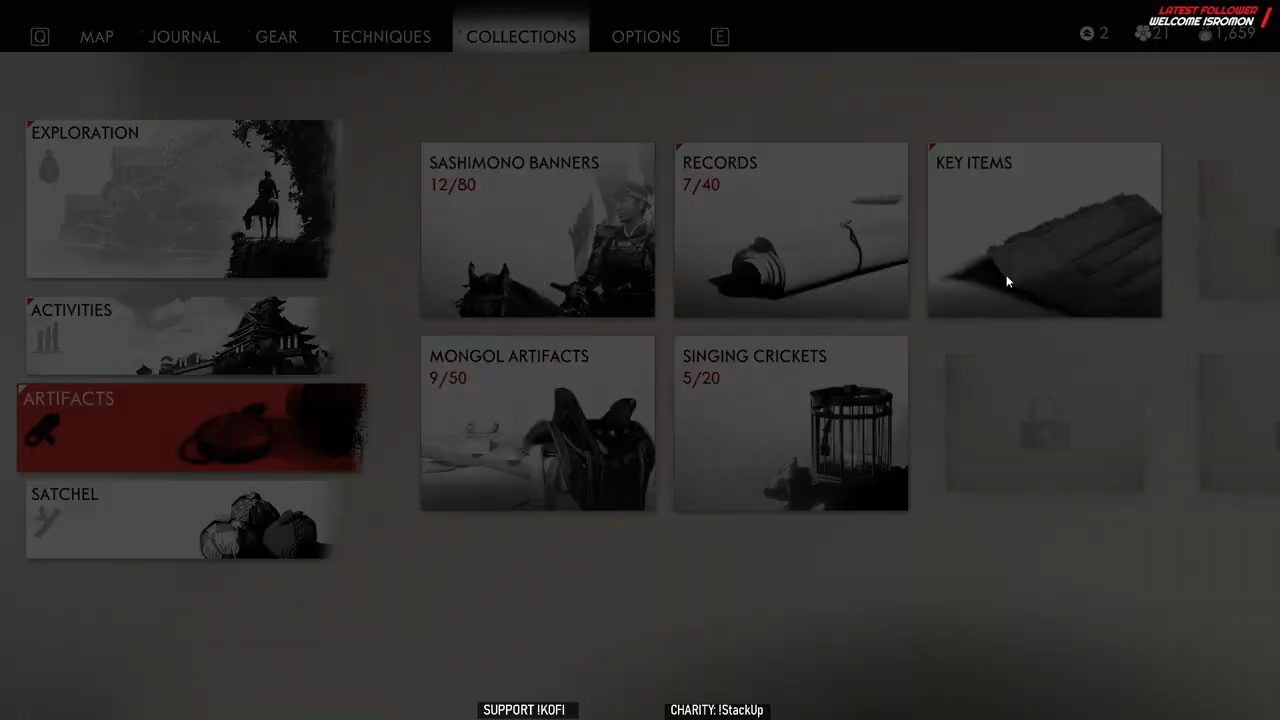 LATEST FOLLOWER
WELCOME ISROMON
Q MAP JOURNAL GEAR TECHNIQUES COLLECTIONS OPTIONS E 2 21 1,659
EXPLORATION
ACTIVITIES
ARTIFACTS
SATCHEL
SASHIMONO BANNERS
12/80
RECORDS
7/40
KEY ITEMS
MONGOL ARTIFACTS
9/50
SINGING CRICKETS
5/20
SUPPORT !KOFI
CHARITY: !StackUp